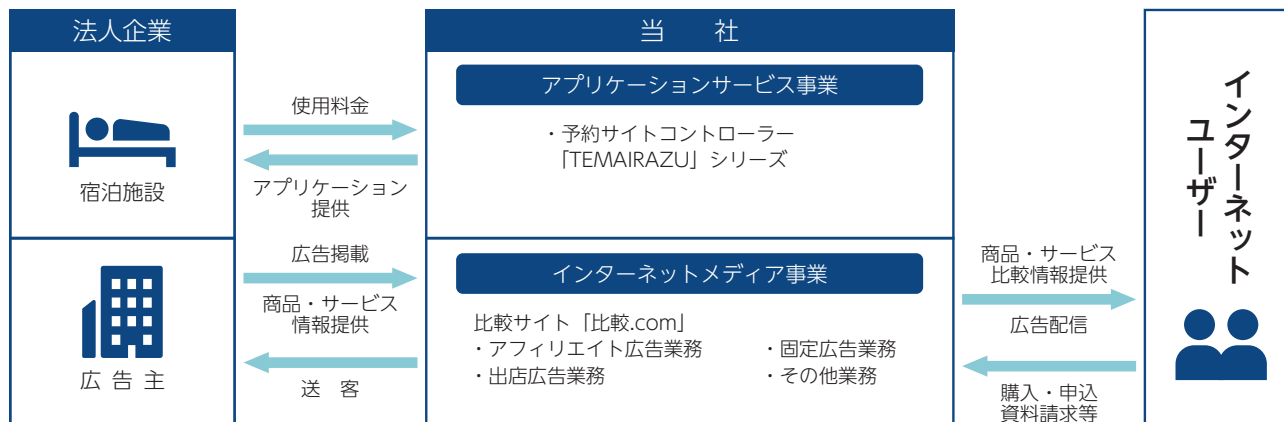 法人企業
宿泊施設
広 告 主
使用料金
アプリケーション
提供
広告掲載
商品・サービス
情報提供
送　客
当　社
アプリケーションサービス事業
・予約サイトコントローラー
「TEMAIRAZU」シリーズ
インターネットメディア事業
比較サイト「比較.com」
・アフィリエイト広告業務
・固定広告業務
・出店広告業務
・その他業務
商品・サービス
比較情報提供
広告配信
購入・申込
資料請求等
インターネット
ユーザー